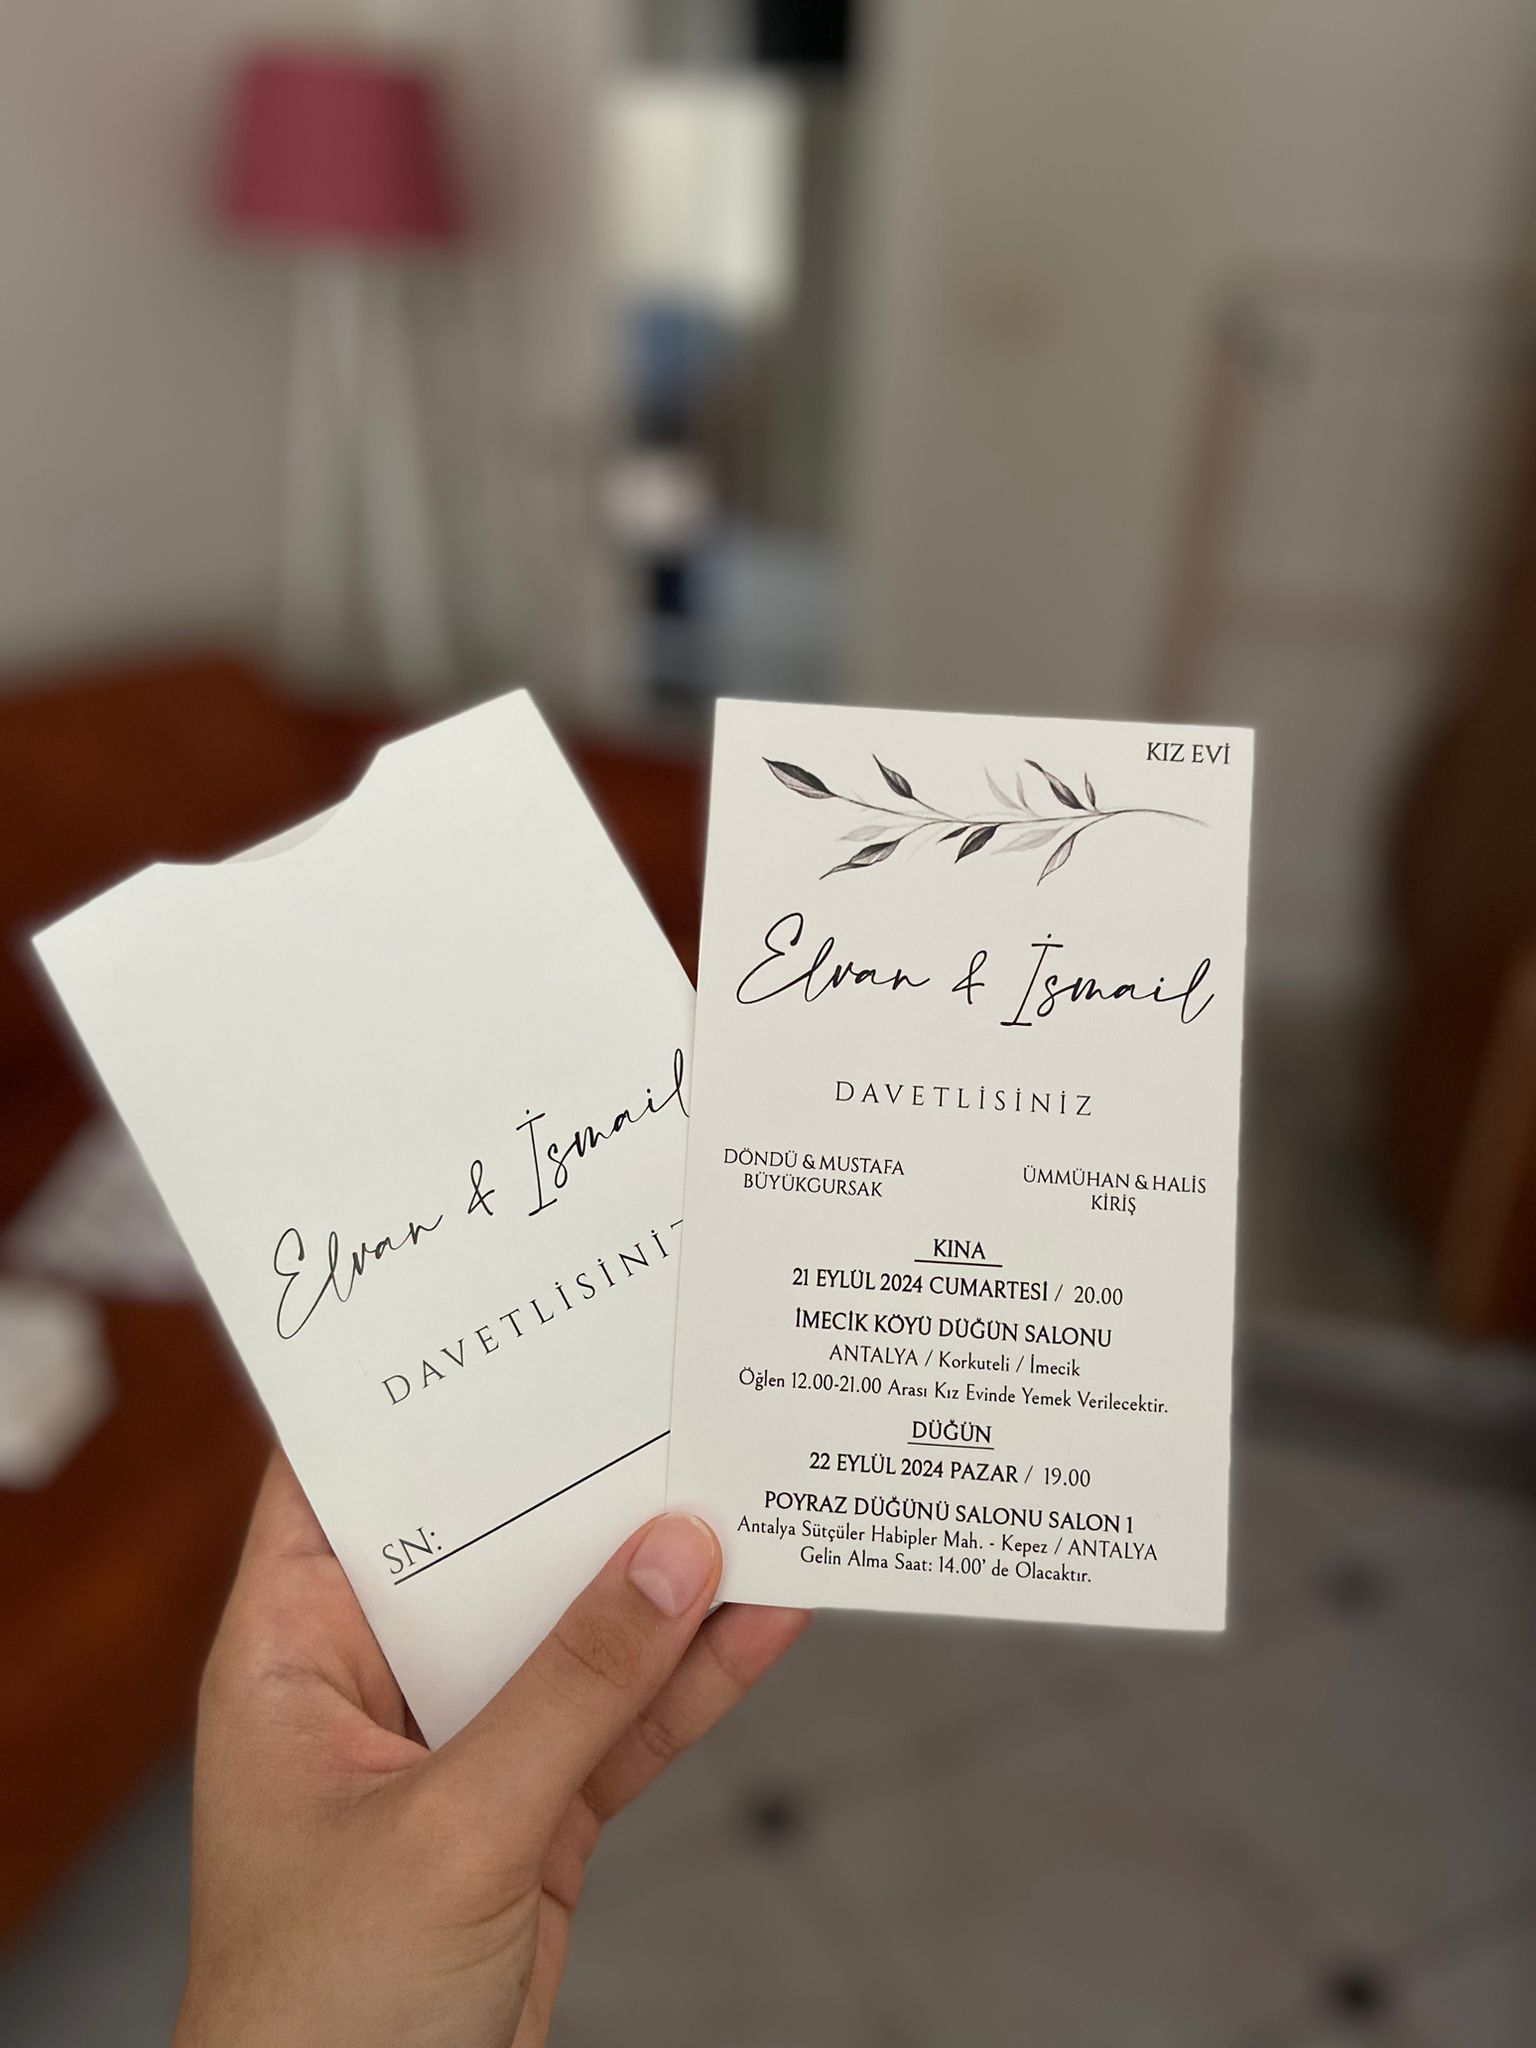 Elvan & İsmail
DAVETLİSİNİZ
SN:
KIZ EVİ
Elvan & İsmail
DAVETLİSİNİZ
DÖNDÜ & MUSTAFA
BÜYÜKGURSAK
ÜMMÜHAN & HALİS
KİRİŞ
KINA
21 EYLÜL 2024 CUMARTESİ / 20.00
İMECİK KÖYÜ DÜĞÜN SALONU
ANTALYA / Korkuteli / İmecik
Öğlen 12.00-21.00 Arası Kız Evinde Yemek Verilecektir.
DÜĞÜN
22 EYLÜL 2024 PAZAR / 19.00
POYRAZ DÜĞÜNÜ SALONU SALON 1
Antalya Sütçüler Habipler Mah. - Kepez / ANTALYA
Gelin Alma Saat: 14.00' de Olacaktır.